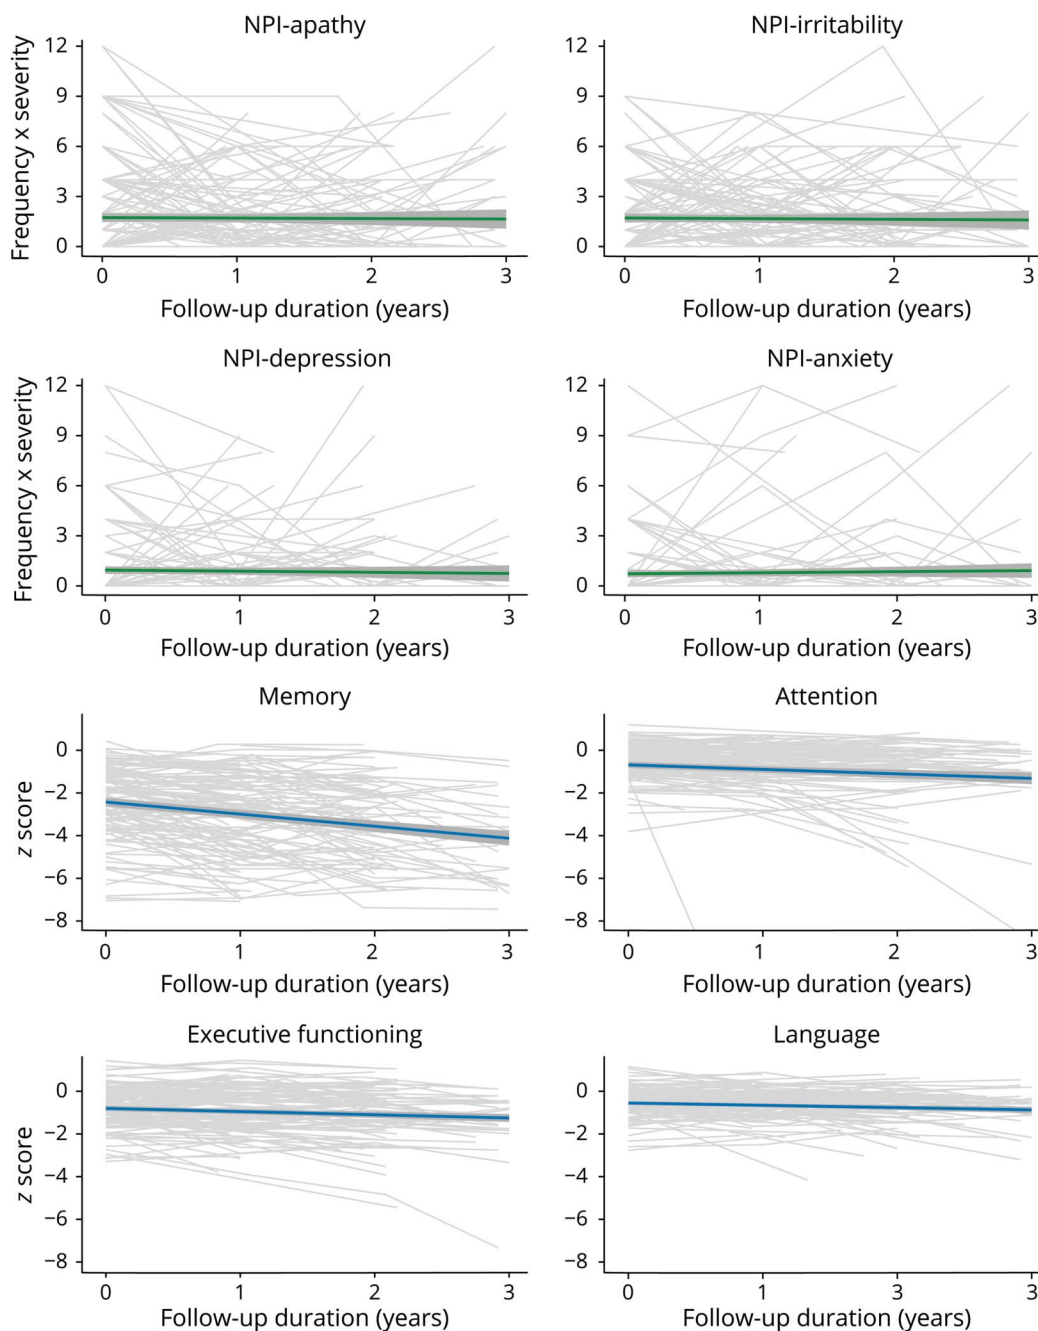 NPI-apathy
NPI-irritability
Frequency x severity
12
9
6
3
0
0 1 2 3
Follow-up duration (years)
12
9
6
3
0
0 1 2 3
Follow-up duration (years)
NPI-depression
NPI-anxiety
Frequency x severity
12
9
6
3
0
0 1 2 3
Follow-up duration (years)
12
9
6
3
0
0 1 2 3
Follow-up duration (years)
Memory
Attention
z score
0
−2
−4
−6
−8
0 1 2 3
Follow-up duration (years)
0
−2
−4
−6
−8
0 1 2 3
Follow-up duration (years)
Executive functioning
Language
z score
0
−2
−4
−6
−8
0 1 2 3
Follow-up duration (years)
0
−2
−4
−6
−8
0 1 3 3
Follow-up duration (years)